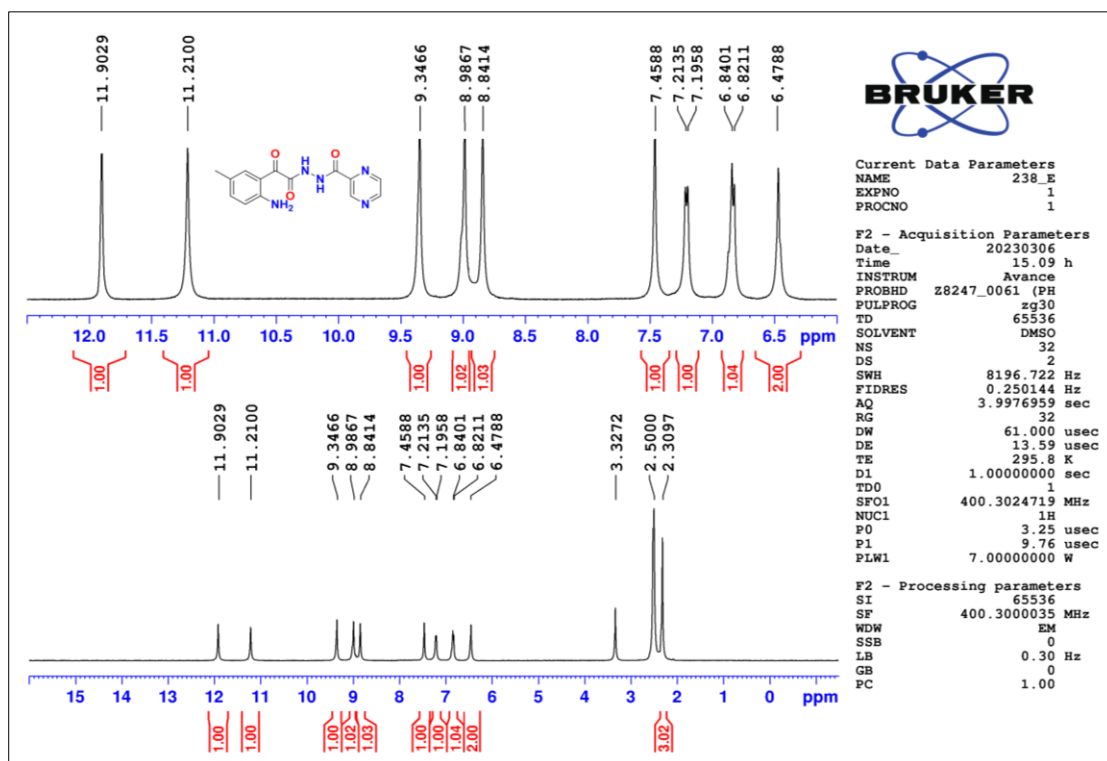 11.9029
11.2100
9.3466
8.9867
8.8414
7.4588
7.2135
7.1958
6.8401
6.8211
6.4788
O O N
NH
N
H
O
NH2
N
12.0 11.5 11.0 10.5 10.0 9.5 9.0 8.5 8.0 7.5 7.0 6.5 ppm
1.00 1.00 1.00 1.02 1.03 1.00 1.00 1.04 2.00
11.9029
11.2100
9.3466
8.9867
8.8414
7.4588
7.2135
7.1958
6.8401
6.8211
6.4788
3.3272
2.5000
2.3097
15 14 13 12 11 10 9 8 7 6 5 4 3 2 1 0 ppm
1.00 1.00 1.00 1.02 1.03 1.00 1.00 1.04 2.00 3.02
BRUKER
Current Data Parameters
NAME 238_E
EXPNO 1
PROCNO 1
F2 - Acquisition Parameters
Date_ 20230306
Time 15.09 h
INSTRUM Avance
PROBHD Z8247_0061 (PH
PULPROG zg30
TD 65536
SOLVENT DMSO
NS 32
DS 2
SWH 8196.722 Hz
FIDRES 0.250144 Hz
AQ 3.9976959 sec
RG 32
DW 61.000 usec
DE 13.59 usec
TE 295.8 K
D1 1.00000000 sec
TD0 1
SFO1 400.3024719 MHz
NUC1 1H
P0 3.25 usec
P1 9.76 usec
PLW1 7.00000000 W
F2 - Processing parameters
SI 65536
SF 400.3000035 MHz
WDW EM
SSB 0
LB 0.30 Hz
GB 0
PC 1.00